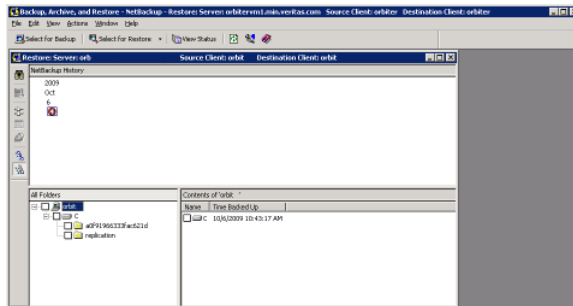 Backup, Archive, and Restore - NetBackup - Restore: Server: orbitervm1.min.veritas.com Source Client: orbiter Destination Client: orbiter
File Edit View Actions Window Help
Select for Backup Select for Restore View Status
Restore: Server: orb Source Client: orbit Destination Client: orbit
NetBackup History
2009
Oct
6
All Folders
Contents of 'orbit '
orbit
Name Time Backed Up
C
C 10/6/2009 10:43:17 AM
a0f91966333fac621d
replication